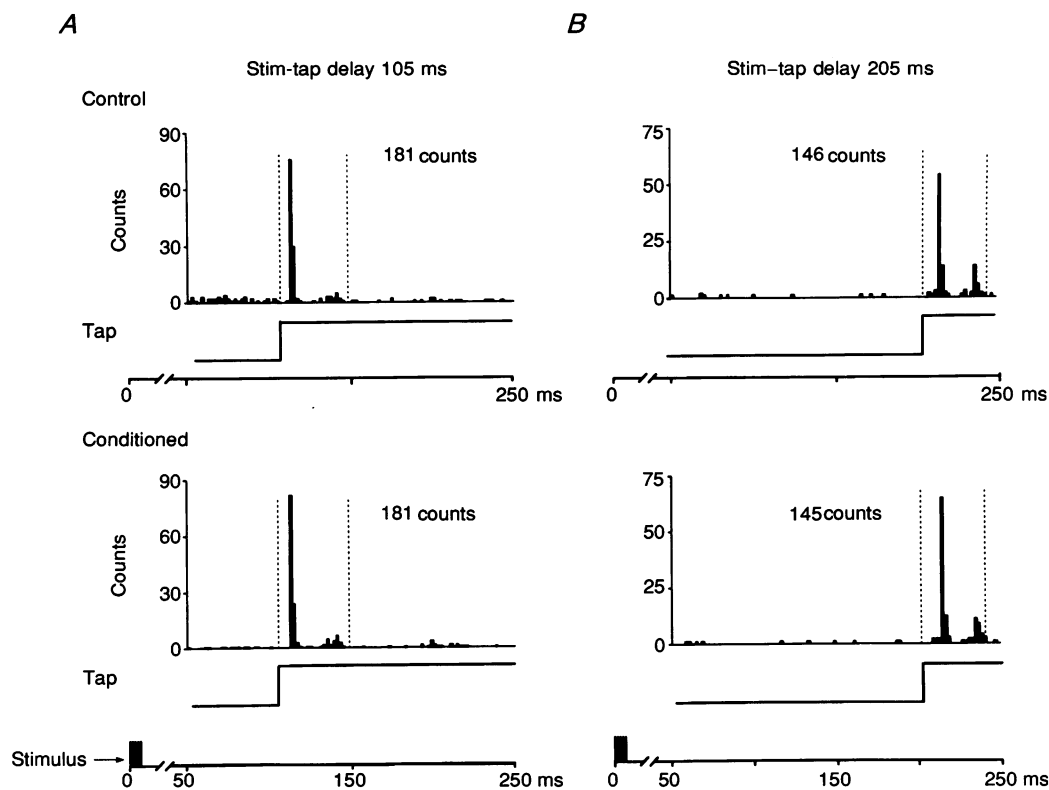 A
B
Stim-tap delay 105 ms
Stim–tap delay 205 ms
Control
90
60
30
0
Counts
181 counts
75
50
25
0
146 counts
Tap
0
250 ms
0
250 ms
Conditioned
90
60
30
0
Counts
181 counts
75
50
25
0
145 counts
Tap
Stimulus
0
50
150
250 ms
0
50
150
250 ms